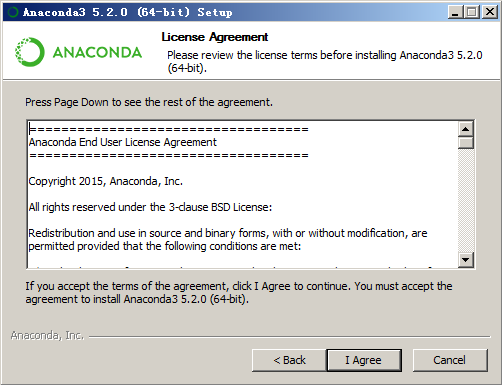 Anaconda3 5.2.0 (64-bit) Setup
License Agreement
Please review the license terms before installing Anaconda3 5.2.0
(64-bit).
ANACONDA
Press Page Down to see the rest of the agreement.
===================================
Anaconda End User License Agreement
===================================
Copyright 2015, Anaconda, Inc.
All rights reserved under the 3-clause BSD License:
Redistribution and use in source and binary forms, with or without modification, are
permitted provided that the following conditions are met:
If you accept the terms of the agreement, click I Agree to continue. You must accept the
agreement to install Anaconda3 5.2.0 (64-bit).
Anaconda, Inc.
< Back
I Agree
Cancel